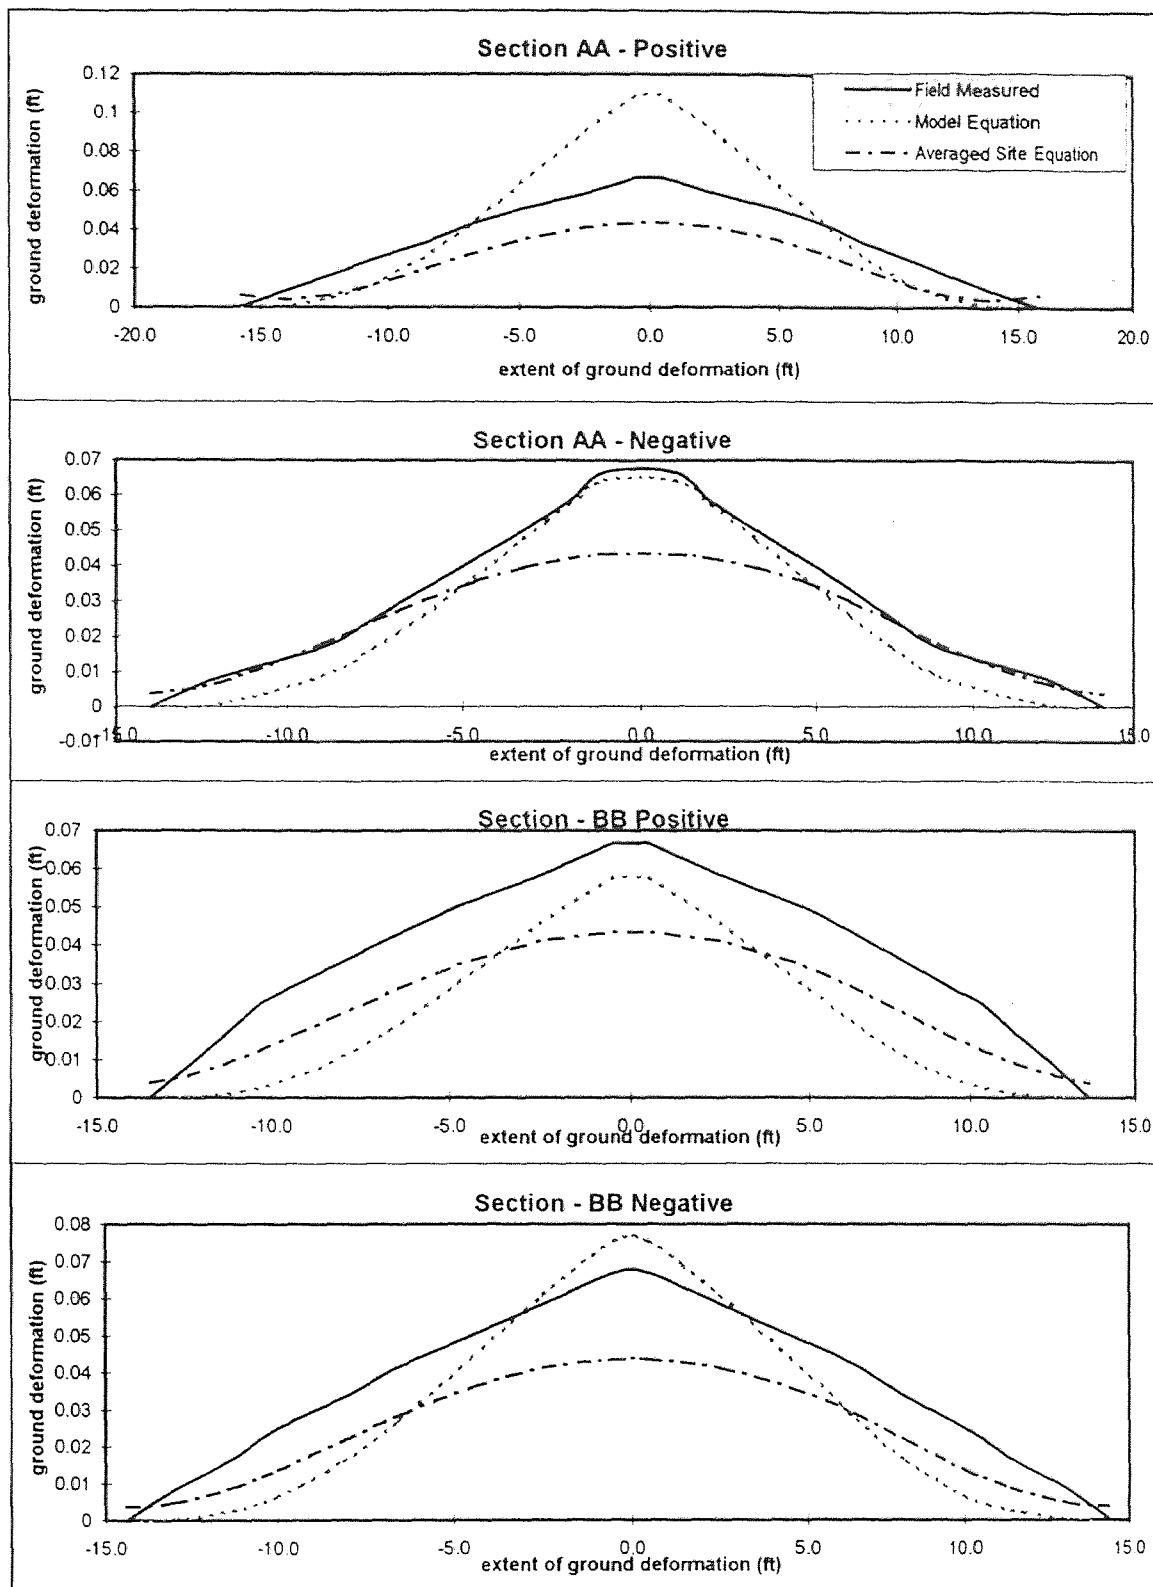 Section AA - Positive
ground deformation (ft)
0.12
0.1
0.08
0.06
0.04
0.02
0
-20.0 -15.0 -10.0 -5.0 0.0 5.0 10.0 15.0 20.0
extent of ground deformation (ft)
Field Measured
Model Equation
Averaged Site Equation
Section AA - Negative
ground deformation (ft)
0.07
0.06
0.05
0.04
0.03
0.02
0.01
0
-0.01
-10.0 -5.0 0.0 5.0 10.0 15.0
extent of ground deformation (ft)
Section - BB Positive
ground deformation (ft)
0.07
0.06
0.05
0.04
0.03
0.02
0.01
0
-15.0 -10.0 -5.0 0.0 5.0 10.0 15.0
extent of ground deformation (ft)
Section - BB Negative
ground deformation (ft)
0.08
0.07
0.06
0.05
0.04
0.03
0.02
0.01
0
-15.0 -10.0 -5.0 0.0 5.0 10.0 15.0
extent of ground deformation (ft)